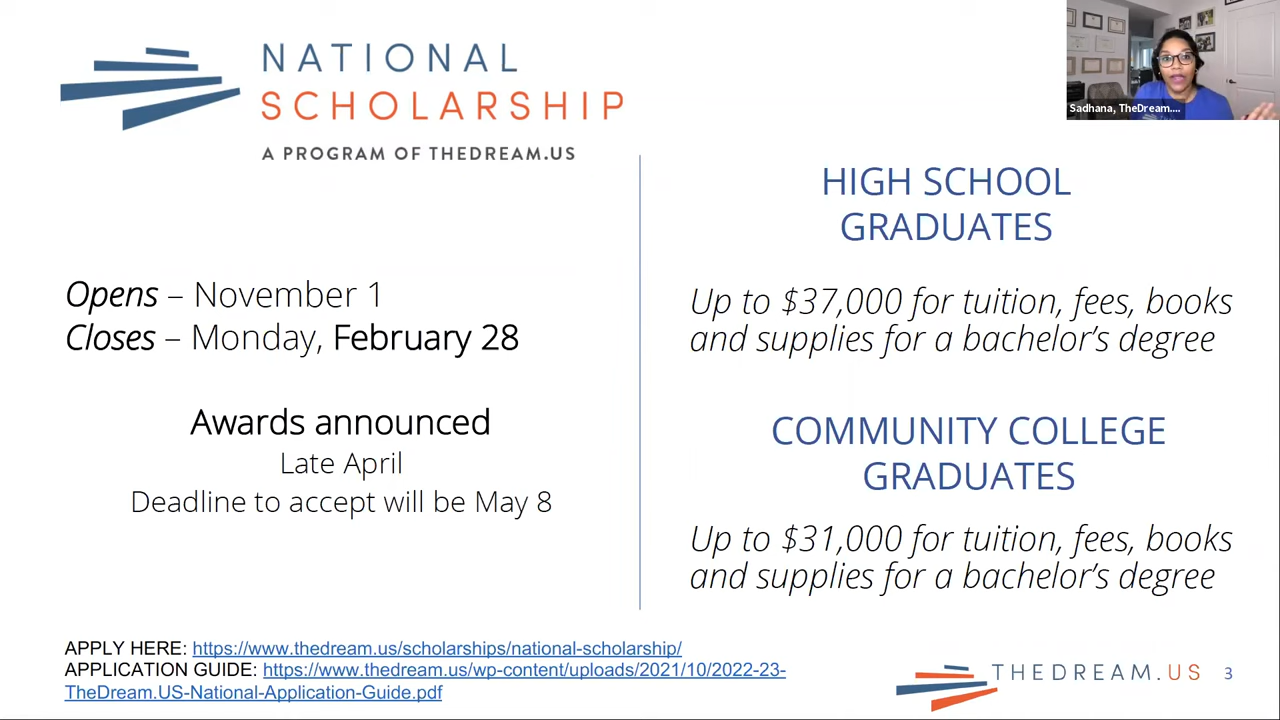 NATIONAL
SCHOLARSHIP
A PROGRAM OF THEDREAM.US
Sadhana, TheDream....
Opens – November 1
Closes – Monday, February 28
Awards announced
Late April
Deadline to accept will be May 8
HIGH SCHOOL
GRADUATES
Up to $37,000 for tuition, fees, books
and supplies for a bachelor's degree
COMMUNITY COLLEGE
GRADUATES
Up to $31,000 for tuition, fees, books
and supplies for a bachelor's degree
APPLY HERE: https://www.thedream.us/scholarships/national-scholarship/
APPLICATION GUIDE: https://www.thedream.us/wp-content/uploads/2021/10/2022-23-
TheDream.US-National-Application-Guide.pdf
THEDREAM.US
3